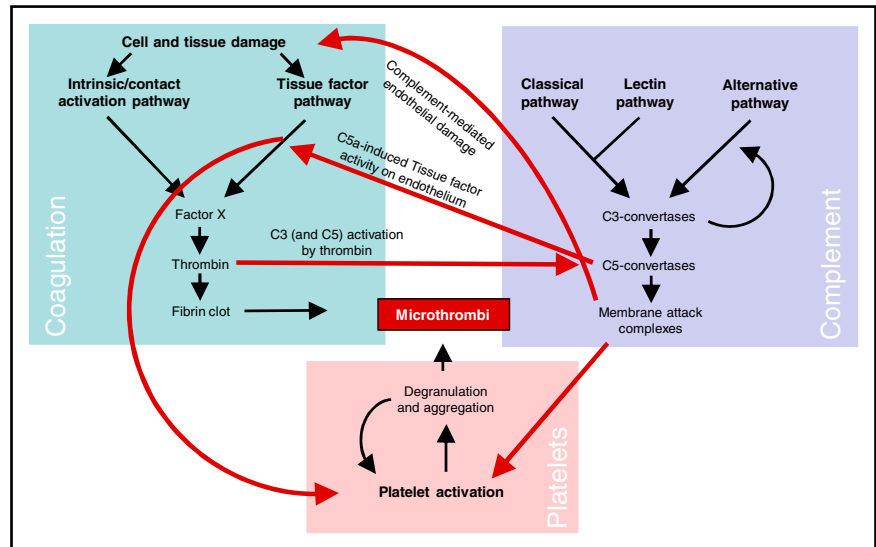 Cell and tissue damage
Intrinsic/contact
activation pathway
Tissue factor
pathway
Factor X
Thrombin
Fibrin clot
Coagulation
Complement-mediated
endothelial damage
C5a-induced Tissue factor
activity on endothelium
C3 (and C5) activation
by thrombin
Microthrombi
Classical
pathway
Lectin
pathway
Alternative
pathway
C3-convertases
C5-convertases
Membrane attack
complexes
Complement
Degranulation
and aggregation
Platelet activation
Platelets